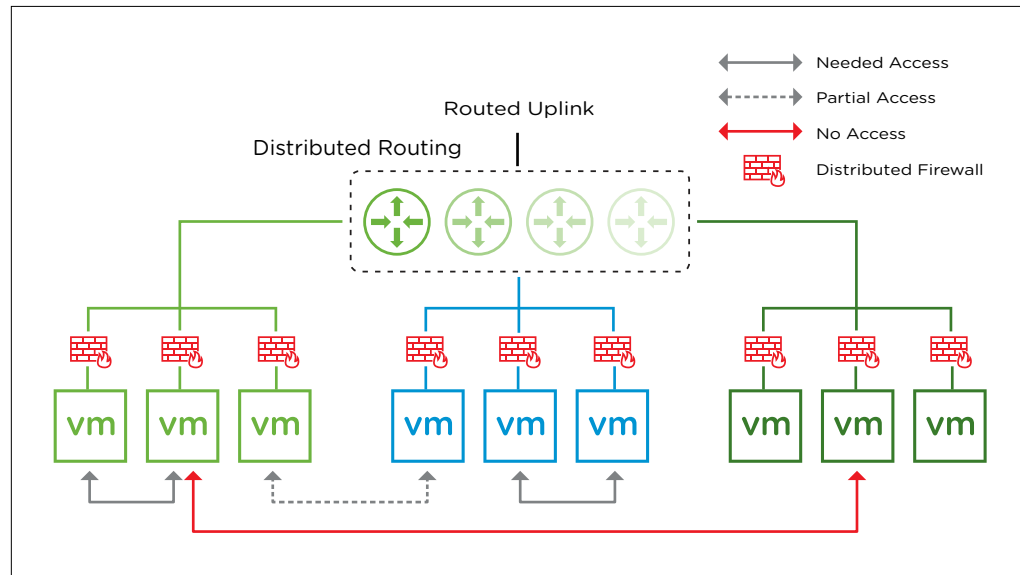 Needed Access
Partial Access
Routed Uplink
No Access
Distributed Routing
Distributed Firewall
vm
vm
vm
vm
vm
vm
vm
vm
vm